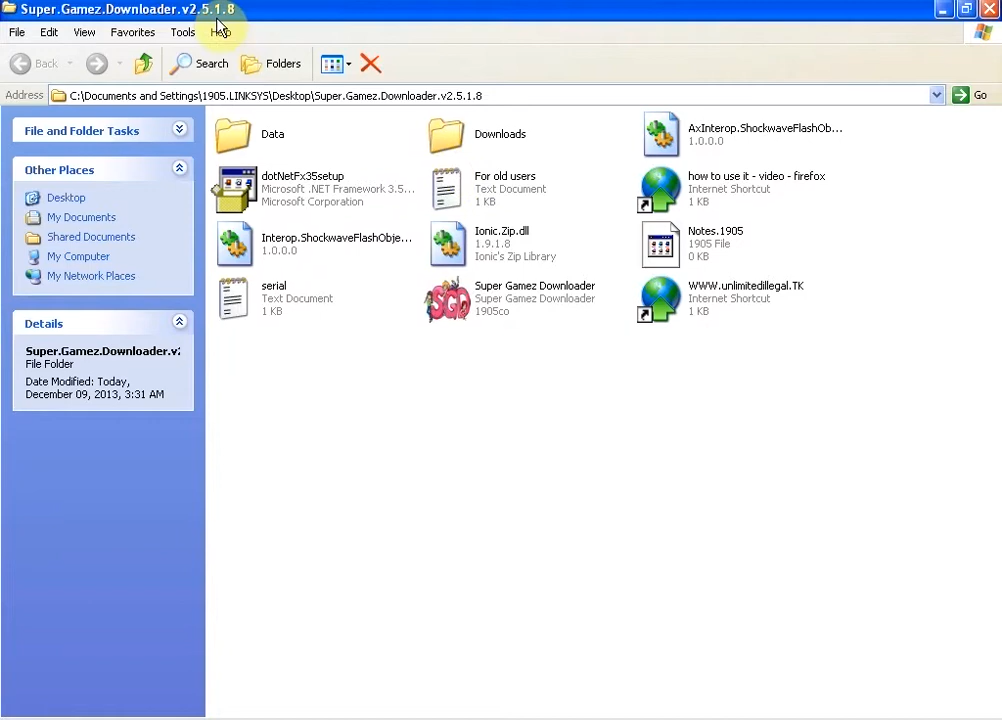 Super.Gamez.Downloader.v2.5.1.8
File Edit View Favorites Tools Help
Back Search Folders
Address C:\Documents and Settings\1905.LINKSYS\Desktop\Super.Gamez.Downloader.v2.5.1.8 Go
File and Folder Tasks
Other Places
Desktop
My Documents
Shared Documents
My Computer
My Network Places
Details
Super.Gamez.Downloader.v2
File Folder
Date Modified: Today,
December 09, 2013, 3:31 AM
Data
Downloads
AxInterop.ShockwaveFlashOb...
1.0.0.0
dotNetFx35setup
Microsoft .NET Framework 3.5...
Microsoft Corporation
For old users
Text Document
1 KB
how to use it - video - firefox
Internet Shortcut
1 KB
Interop.ShockwaveFlashObje...
1.0.0.0
Ionic.Zip.dll
1.9.1.8
Ionic's Zip Library
Notes.1905
1905 File
0 KB
serial
Text Document
1 KB
Super Gamez Downloader
Super Gamez Downloader
1905co
WWW.unlimitedillegal.TK
Internet Shortcut
1 KB
SGD